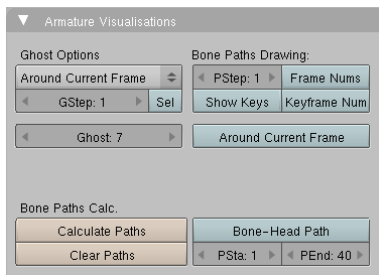 Armature Visualisations
Ghost Options
Bone Paths Drawing:
Around Current Frame
PStep: 1
Frame Nums
GStep: 1
Sel
Show Keys
Keyframe Num
Ghost: 7
Around Current Frame
Bone Paths Calc.
Calculate Paths
Bone-Head Path
Clear Paths
PSta: 1
PEnd: 40